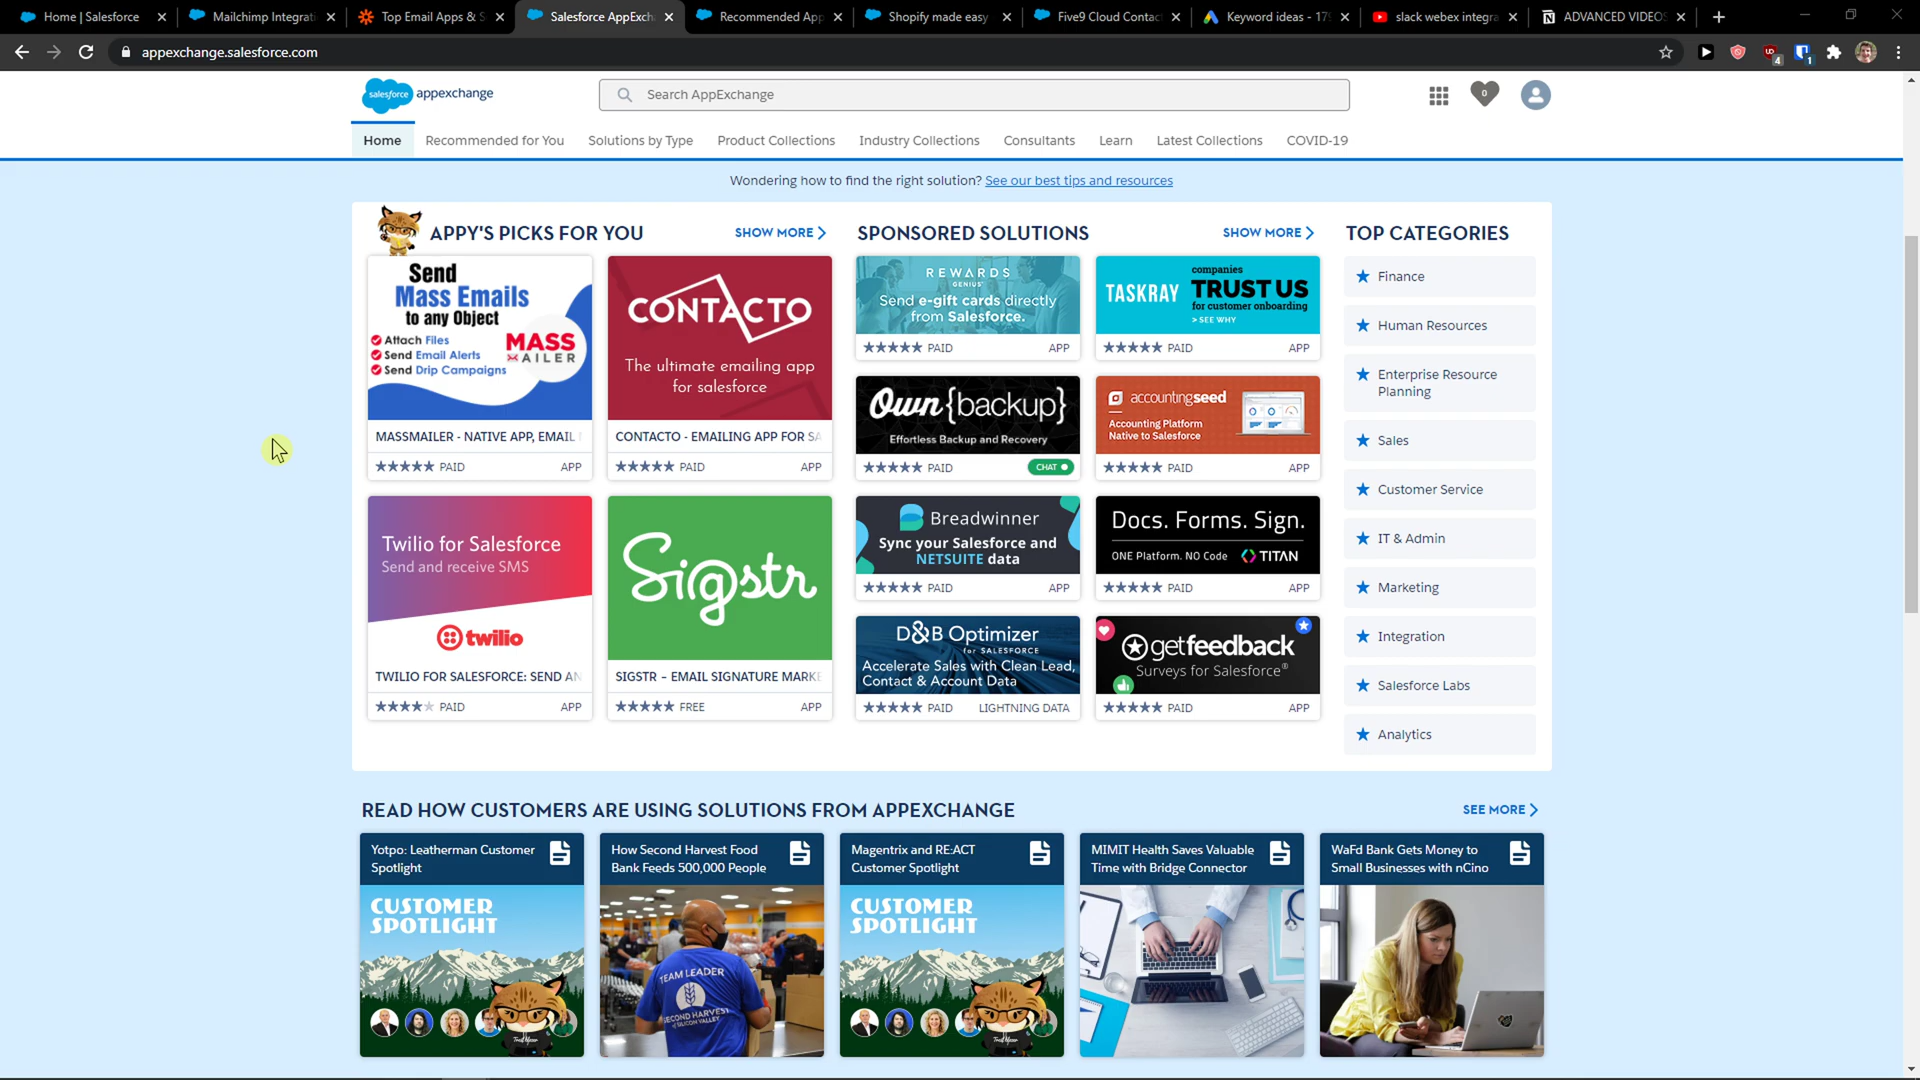 Home | Salesforce
Mailchimp Integrati
Top Email Apps & S
Salesforce AppExch
Recommended App
Shopify made easy
Five9 Cloud Contac
Keyword ideas - 179
slack webex integra
ADVANCED VIDEOS
appexchange.salesforce.com
4
1
salesforce appexchange
Search AppExchange
0
Home
Recommended for You
Solutions by Type
Product Collections
Industry Collections
Consultants
Learn
Latest Collections
COVID-19
Wondering how to find the right solution? See our best tips and resources
APPY'S PICKS FOR YOU
SHOW MORE
Send
Mass Emails
to any Object
Attach Files
Send Email Alerts
Send Drip Campaigns
MASS
MAILER
MASSMAILER - NATIVE APP, EMAIL
PAID
APP
CONTACTO
The ultimate emailing app
for salesforce
CONTACTO - EMAILING APP FOR SA
PAID
APP
Twilio for Salesforce
Send and receive SMS
twilio
TWILIO FOR SALESFORCE: SEND AN
PAID
APP
Sigstr
SIGSTR – EMAIL SIGNATURE MARKE
FREE
APP
SPONSORED SOLUTIONS
SHOW MORE
REWARDS
GENIUS
Send e-gift cards directly
from Salesforce.
PAID
APP
TASKRAY
companies
TRUST US
for customer onboarding
> SEE WHY
PAID
APP
Own {backup}
Effortless Backup and Recovery
PAID
CHAT
accountingseed
Accounting Platform
Native to Salesforce
PAID
APP
Breadwinner
Sync your Salesforce and
NETSUITE data
PAID
APP
Docs. Forms. Sign.
ONE Platform. NO Code
TITAN
PAID
APP
D&B Optimizer
for SALESFORCE
Accelerate Sales with Clean Lead,
Contact & Account Data
PAID
LIGHTNING DATA
getfeedback
Surveys for Salesforce®
PAID
APP
TOP CATEGORIES
Finance
Human Resources
Enterprise Resource
Planning
Sales
Customer Service
IT & Admin
Marketing
Integration
Salesforce Labs
Analytics
READ HOW CUSTOMERS ARE USING SOLUTIONS FROM APPEXCHANGE
SEE MORE
Yotpo: Leatherman Customer
Spotlight
CUSTOMER
SPOTLIGHT
How Second Harvest Food
Bank Feeds 500,000 People
TEAM LEADER
SECOND HARVEST
Magentrix and RE:ACT
Customer Spotlight
CUSTOMER
SPOTLIGHT
MIMIT Health Saves Valuable
Time with Bridge Connector
WaFd Bank Gets Money to
Small Businesses with nCino